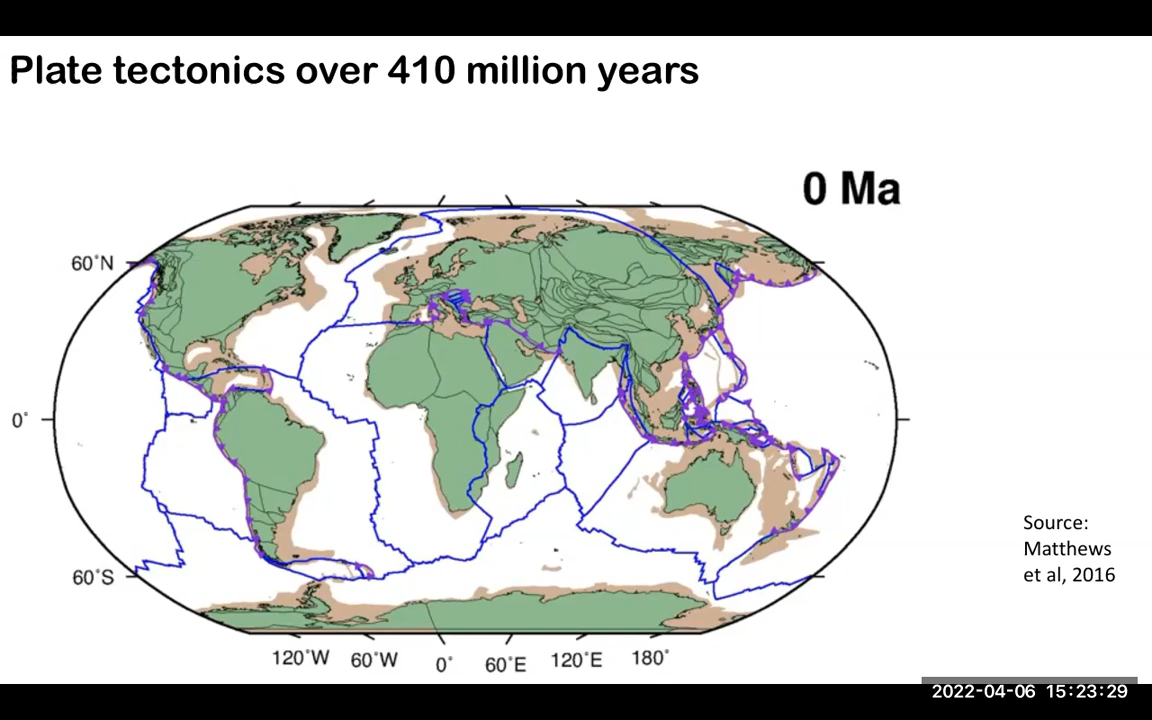 Plate tectonics over 410 million years
0 Ma
60°N
0°
60°S
120°W 60°W 0° 60°E 120°E 180°
Source:
Matthews
et al, 2016
2022-04-06 15:23:29